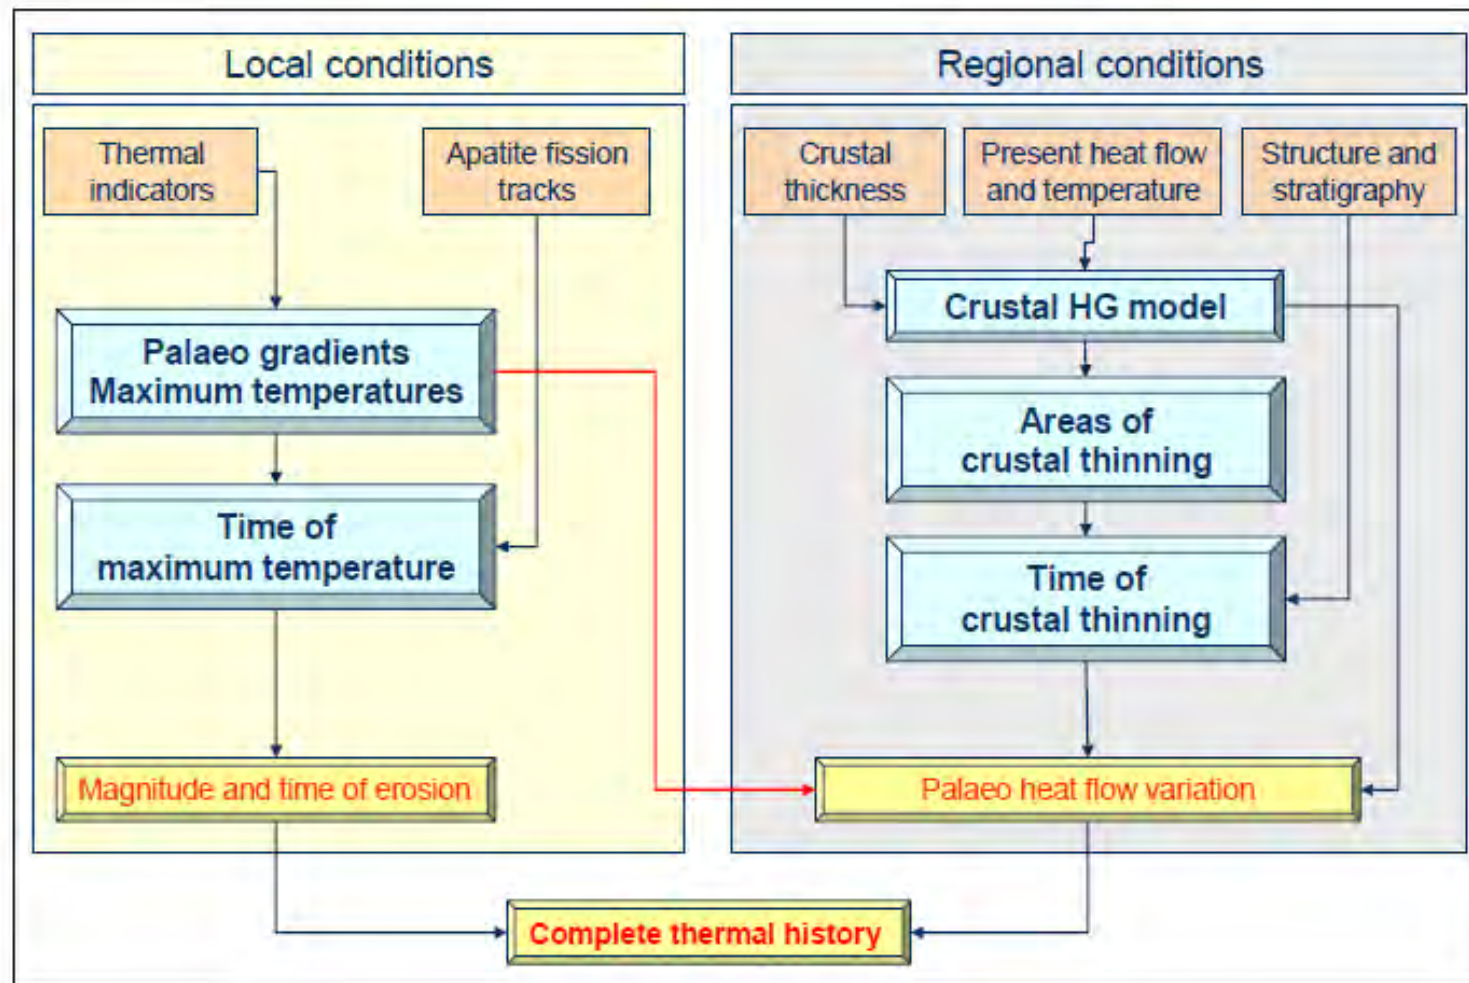 Local conditions
Thermal
indicators
Apatite fission
tracks
Palaeo gradients
Maximum temperatures
Time of
maximum temperature
Magnitude and time of erosion
Regional conditions
Crustal
thickness
Present heat flow
and temperature
Structure and
stratigraphy
Crustal HG model
Areas of
crustal thinning
Time of
crustal thinning
Palaeo heat flow variation
Complete thermal history